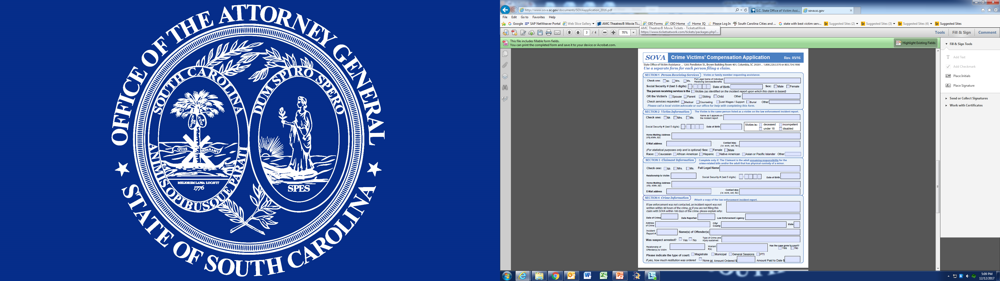 OFFICE OF THE ATTORNEY GENERAL
STATE OF SOUTH CAROLINA
SOUTH CAROLINA
MARCH 26
JULY 4
QUIS SEPARABIT
MELIOREM LAPSA LOCAVIT
1776
ANIMIS OPIBUSQUE PARATI
DUM SPIRO SPERO
SPES
http://www.sova.sc.gov/documents/SOVAapplication_2016.pdf
S.C. State Office of Victim Assi...
sova.sc.gov
File Edit Go to Favorites Help
Google SAP NetWeaver Portal Web Slice Gallery AMC Theatres® Movie Ti... OIO Forms OIO Home Home IQ Please Log In South Carolina Cities and ... state with best victim serv... Suggested Sites (2) Suggested Sites (3) Suggested Sites (4) Suggested Sites
AMC Theatres® Movie Tickets - TicketsatWork
https://www.ticketsatwork.com/tickets/packages.php?...
3 / 4 70% Tools Fill & Sign Comment
This file includes fillable form fields.
You can print the completed form and save it to your device or Acrobat.com.
Highlight Existing Fields
Fill & Sign Tools
Add Text
Add Checkmark
Place Initials
Place Signature
Send or Collect Signatures
Work with Certificates
SOVA Crime Victims' Compensation Application Rev. 05/16
State Office of Victim Assistance . 1205 Pendleton St., Brown Building Room 401, Columbia, SC 29201 . 1.800.220.5370 or 803.734.1900
Use a separate form for each person filing a claim.
SECTION 1 Person Receiving Services Victim or family member requesting assistance.
Check one: Mr. Mrs. Ms. Full Legal Name of Individual Receiving Services/Benefits
Social Security # (last 5 digits) - Date of Birth Sex: Male Female
The person receiving services is the Victim (as identified on the incident report upon which this claim is based)
OR the Victim's Spouse Parent Sibling Child Other
Check services requested: Medical Counseling Lost Wages / Support Burial Other
Please call a local victim advocate or our office for help with completing this form.
SECTION 2 Victim Information The Victim is the same person listed as a victim on the law enforcement incident report.
Check one: Mr. Mrs. Ms. Name as it appears on the incident report
Social Security # (last 5 digits) - Date of Birth Victim is: deceased incompetent
under 18 disabled
Home Mailing Address
(city,state, zip)
E-Mail address Contact #(s)
(i.e. work, cell, fax)
(For statistical purposes only and is optional) Sex: Female Male
Race: Caucasian African American Hispanic Native American Asian or Pacific Islander Other
SECTION 3 Claimant Information Complete only if: The Claimant is the adult assuming responsibility for the
crime-related bills and/or the adult that has physical custody of a minor.
Check one: Mr. Mrs. Ms. Full Legal Name
Relationship to Victim Social Security # (last 5 digits) - Date of Birth
Home Mailing Address
(city, state, zip)
E-Mail address Contact #(s)
(i.e. work, cell, fax)
SECTION 4 Crime Information Attach a copy of the law enforcement incident report.
If law enforcement was not contacted, an incident report was not
written within 48 hours of the crime, or if you are not filing this
claim with SOVA within 180 days of the crime, please explain why:
Date of Crime Date Reported Law Enforcement Agency
Address of Crime City/ County State
Incident Report # Name(s) of Offender(s)
Was suspect arrested? Yes No Type of Crime and injury sustained:
Relationship of Offender(s) to Victim Warrant #(s) Has the case gone to court?
Yes No
Please indicate the type of court: Magistrate Municipal General Sessions PTI
If yes, how much restitution was ordered None or Amount Ordered $ Amount Paid to Date $
5:09 PM
12/12/2017